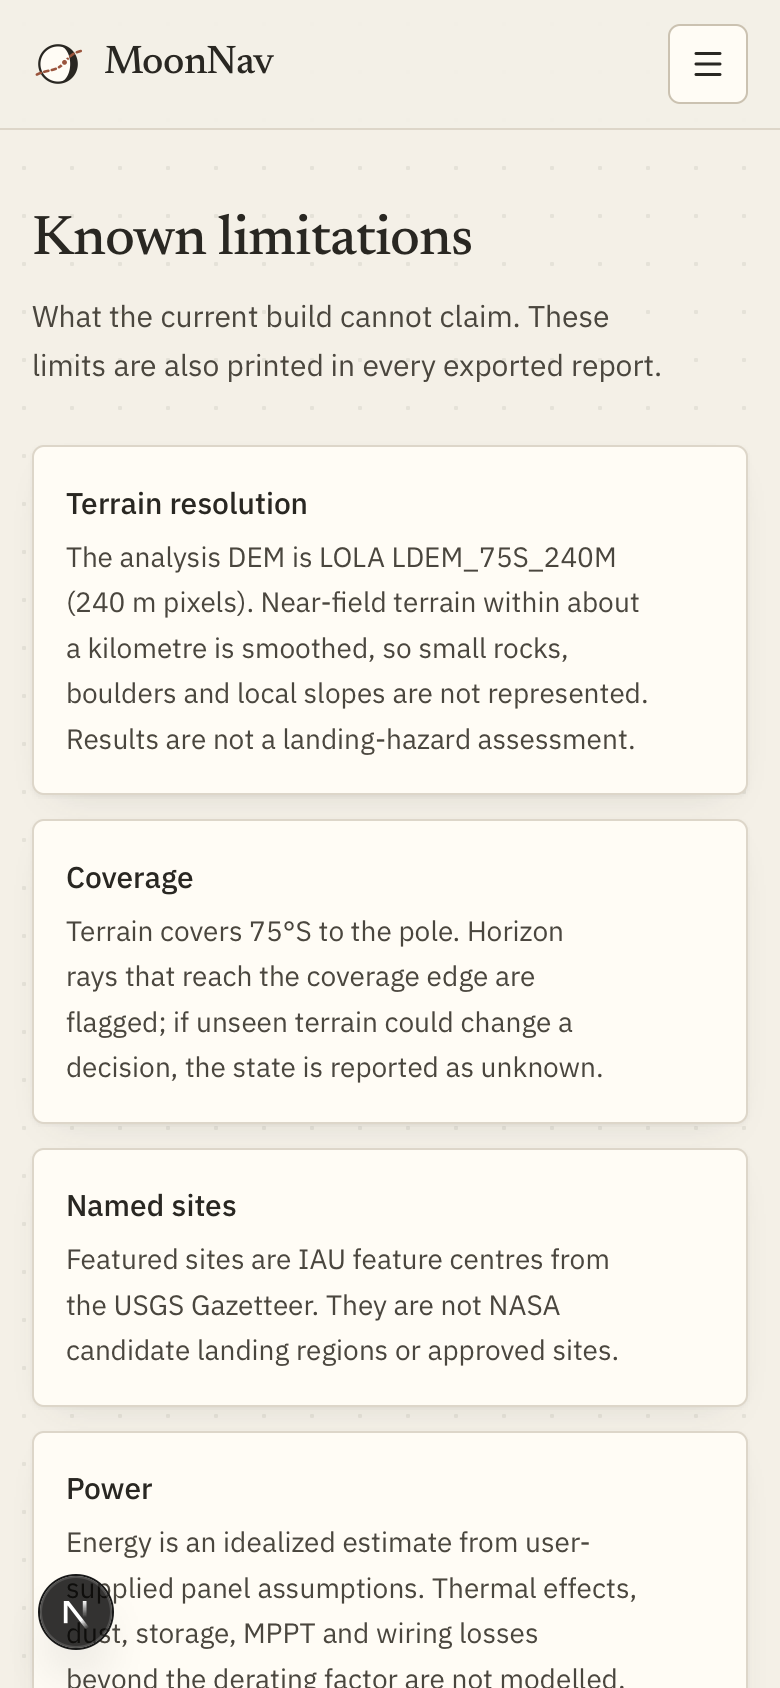 MoonNav
Known limitations
What the current build cannot claim. These
limits are also printed in every exported report.
Terrain resolution
The analysis DEM is LOLA LDEM_75S_240M
(240 m pixels). Near-field terrain within about
a kilometre is smoothed, so small rocks,
boulders and local slopes are not represented.
Results are not a landing-hazard assessment.
Coverage
Terrain covers 75°S to the pole. Horizon
rays that reach the coverage edge are
flagged; if unseen terrain could change a
decision, the state is reported as unknown.
Named sites
Featured sites are IAU feature centres from
the USGS Gazetteer. They are not NASA
candidate landing regions or approved sites.
Power
Energy is an idealized estimate from user-
supplied panel assumptions. Thermal effects,
dust, storage, MPPT and wiring losses
beyond the derating factor are not modelled.
N